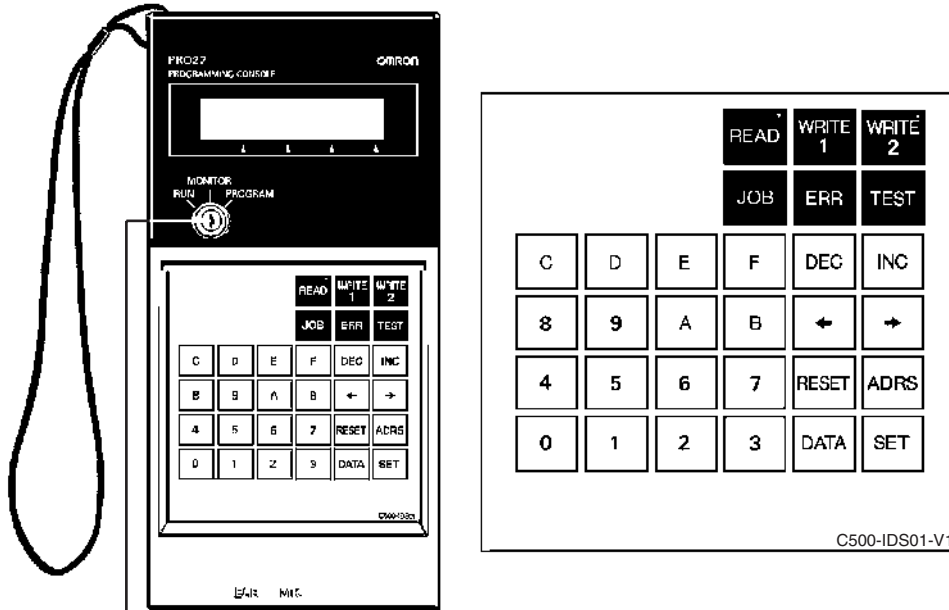 PRO27 OMRON
PROGRAMMING CONSOLE
MONITOR
RUN PROGRAM
READ WRITE 1 WRITE 2
JOB ERR TEST
C D E F DEC INC
8 9 A B ← →
4 5 6 7 RESET ADRS
0 1 2 3 DATA SET
EAR MIC
READ WRITE 1 WRITE 2
JOB ERR TEST
C D E F DEC INC
8 9 A B ← →
4 5 6 7 RESET ADRS
0 1 2 3 DATA SET
C500-IDS01-V1